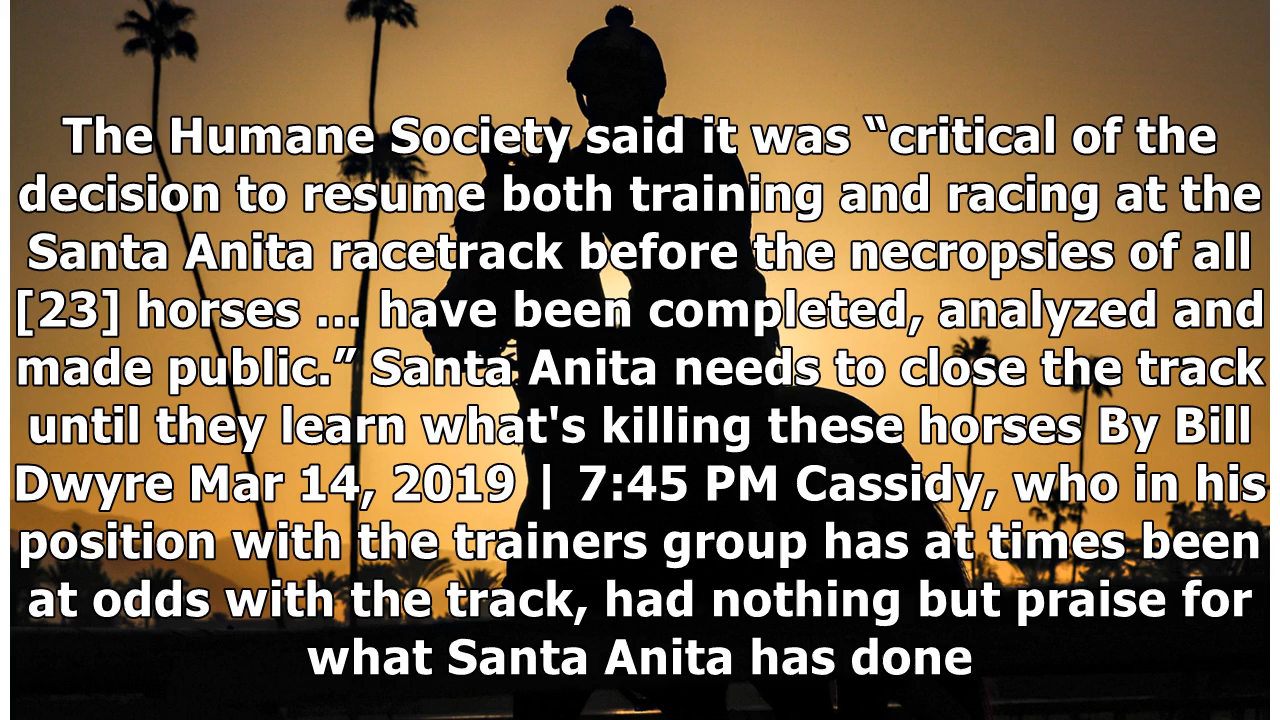 The Humane Society said it was “critical of the
decision to resume both training and racing at the
Santa Anita racetrack before the necropsies of all
[23] horses ... have been completed, analyzed and
made public.” Santa Anita needs to close the track
until they learn what's killing these horses By Bill
Dwyre Mar 14, 2019 | 7:45 PM Cassidy, who in his
position with the trainers group has at times been
at odds with the track, had nothing but praise for
what Santa Anita has done